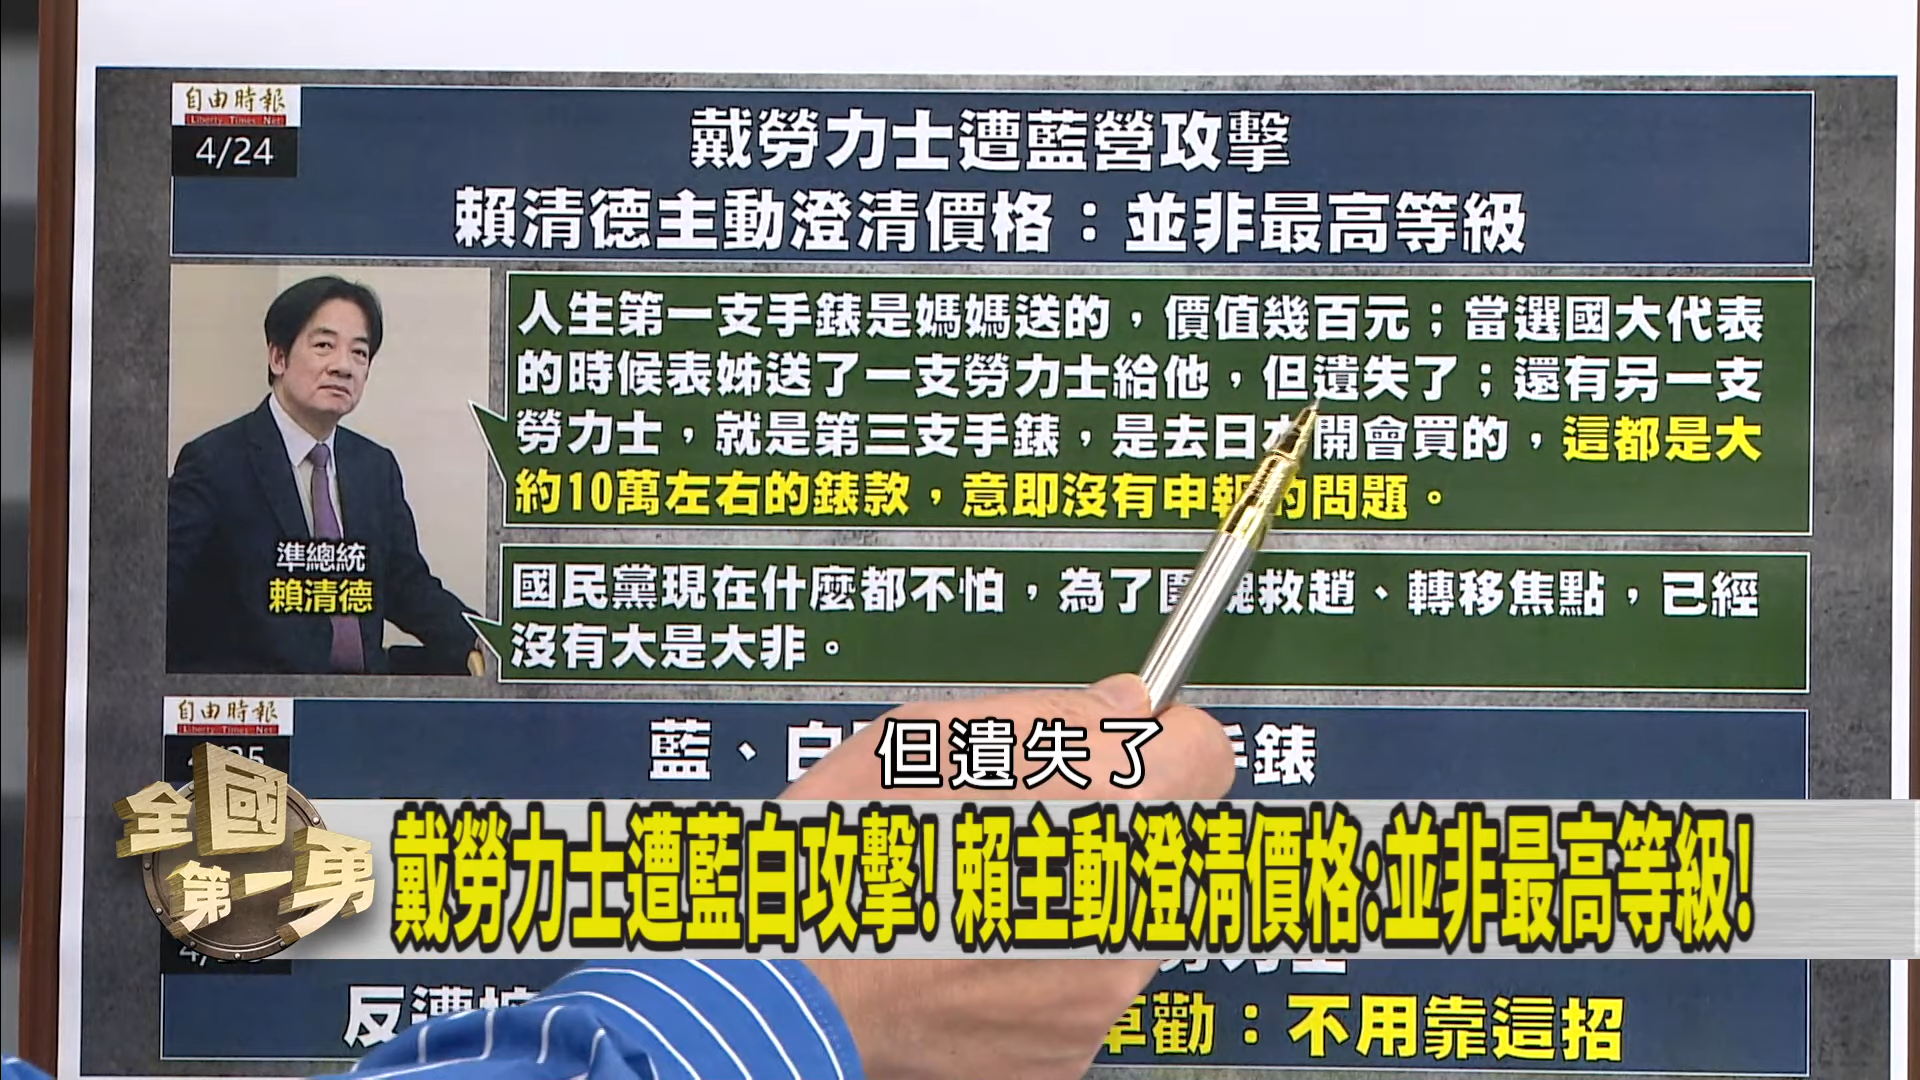 自由時報
Liberty Times Net
4/24
戴勞力士遭藍營攻擊
賴清德主動澄清價格：並非最高等級
人生第一支手錶是媽媽送的，價值幾百元；當選國大代表
的時候表姊送了一支勞力士給他，但遺失了；還有另一支
勞力士，就是第三支手錶，是去日本開會買的，這都是大
約10萬左右的錶款，意即沒有申報的問題。
準總統
賴清德
國民黨現在什麼都不怕，為了圍魏救趙、轉移焦點，已經
沒有大是大非。
自由時報
Liberty Times Net
藍、白 手錶
但遺失了
全國第一勇
戴勞力士遭藍白攻擊！賴主動澄清價格：並非最高等級！
反遭 勸：不用靠這招